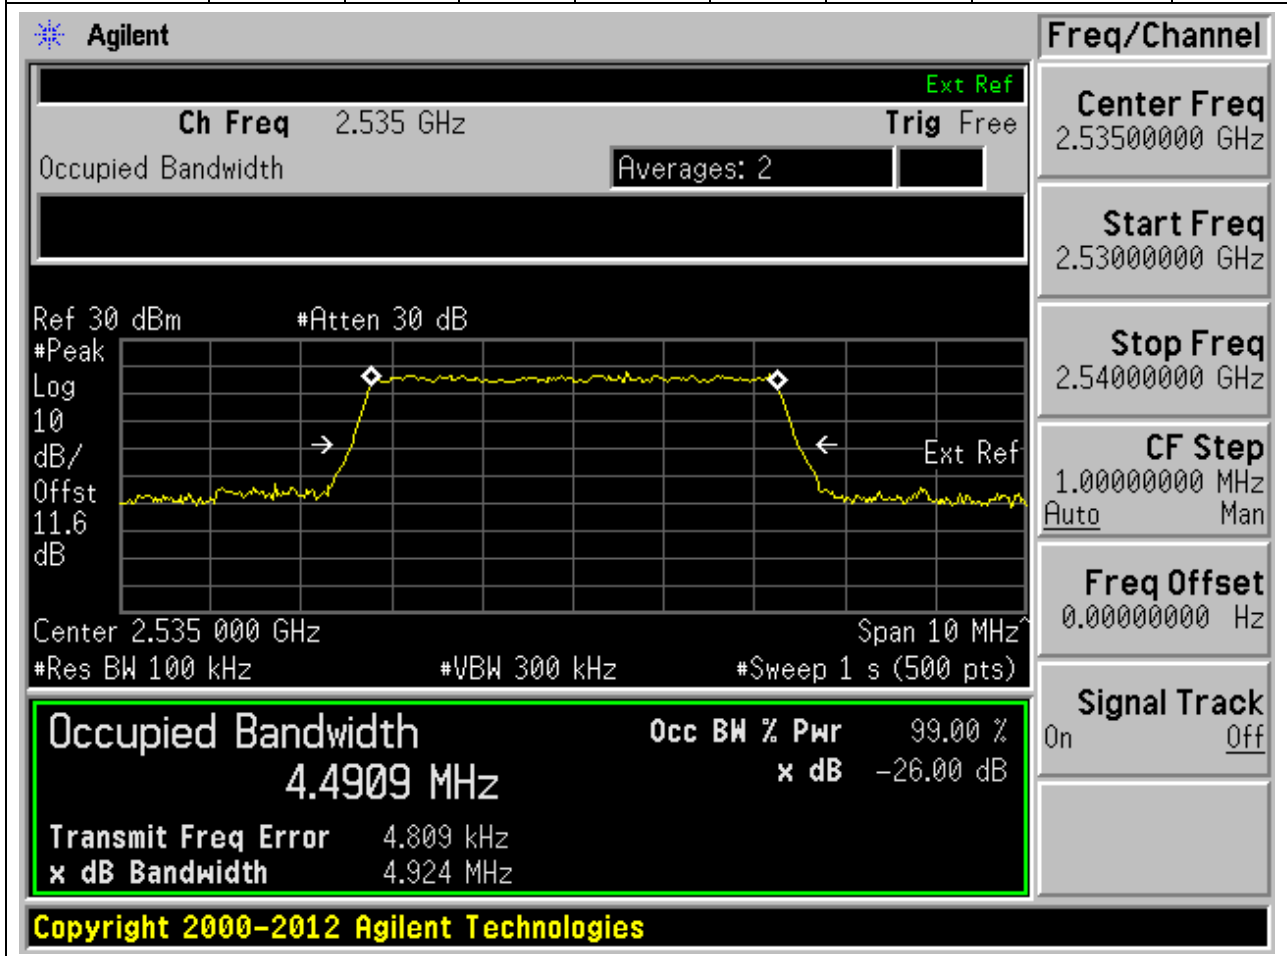 Agilent
Freq/Channel
Ext Ref
Ch Freq 2.535 GHz Trig Free
Occupied Bandwidth Averages: 2
Center Freq
2.53500000 GHz
Start Freq
2.53000000 GHz
Stop Freq
2.54000000 GHz
CF Step
1.00000000 MHz
Auto Man
Freq Offset
0.00000000 Hz
Signal Track
On Off
Ref 30 dBm #Atten 30 dB
#Peak
Log
10
dB/
Offst
11.6
dB
Ext Ref
Center 2.535 000 GHz Span 10 MHz^
#Res BW 100 kHz #VBW 300 kHz #Sweep 1 s (500 pts)
Occupied Bandwidth
4.4909 MHz
Occ BW % Pwr 99.00 %
x dB -26.00 dB
Transmit Freq Error 4.809 kHz
x dB Bandwidth 4.924 MHz
Copyright 2000-2012 Agilent Technologies